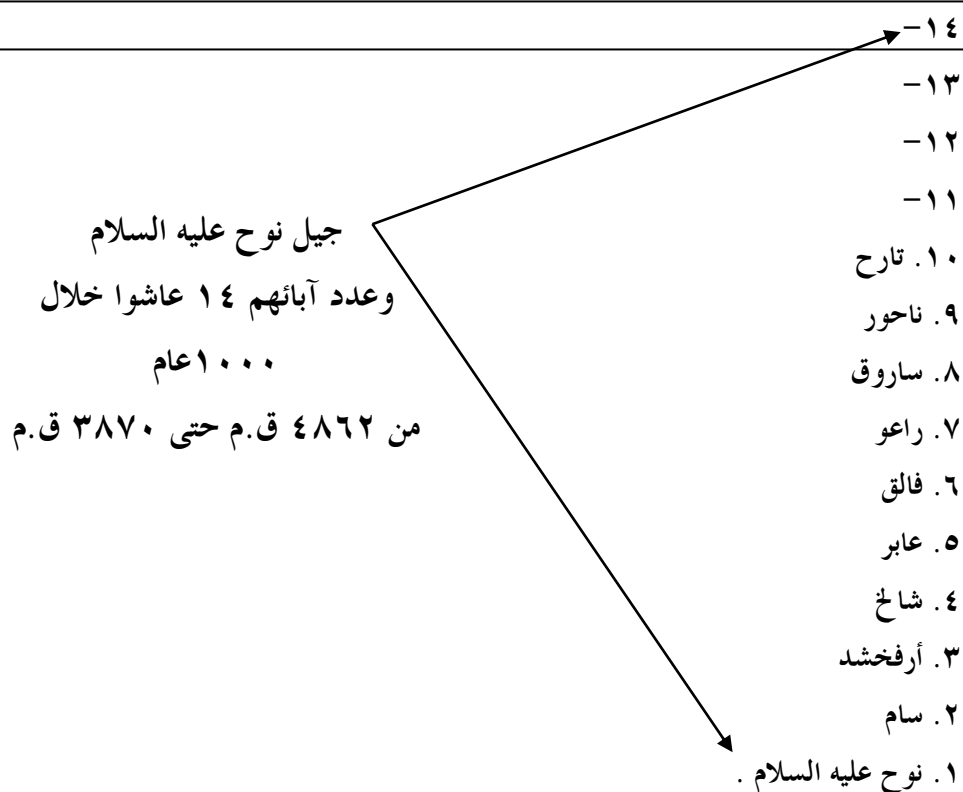 ١٤-
١٣-
١٢-
١١-
١٠. تارح
٩. ناحور
٨. ساروق
٧. راعو
٦. فالق
٥. عابر
٤. شالخ
٣. أرفخشد
٢. سام
١. نوح عليه السلام .
جيل نوح عليه السلام
وعدد آبائهم ١٤ عاشوا خلال
١٠٠٠عام
من ٤٨٦٢ ق.م حتى ٣٨٧٠ ق.م